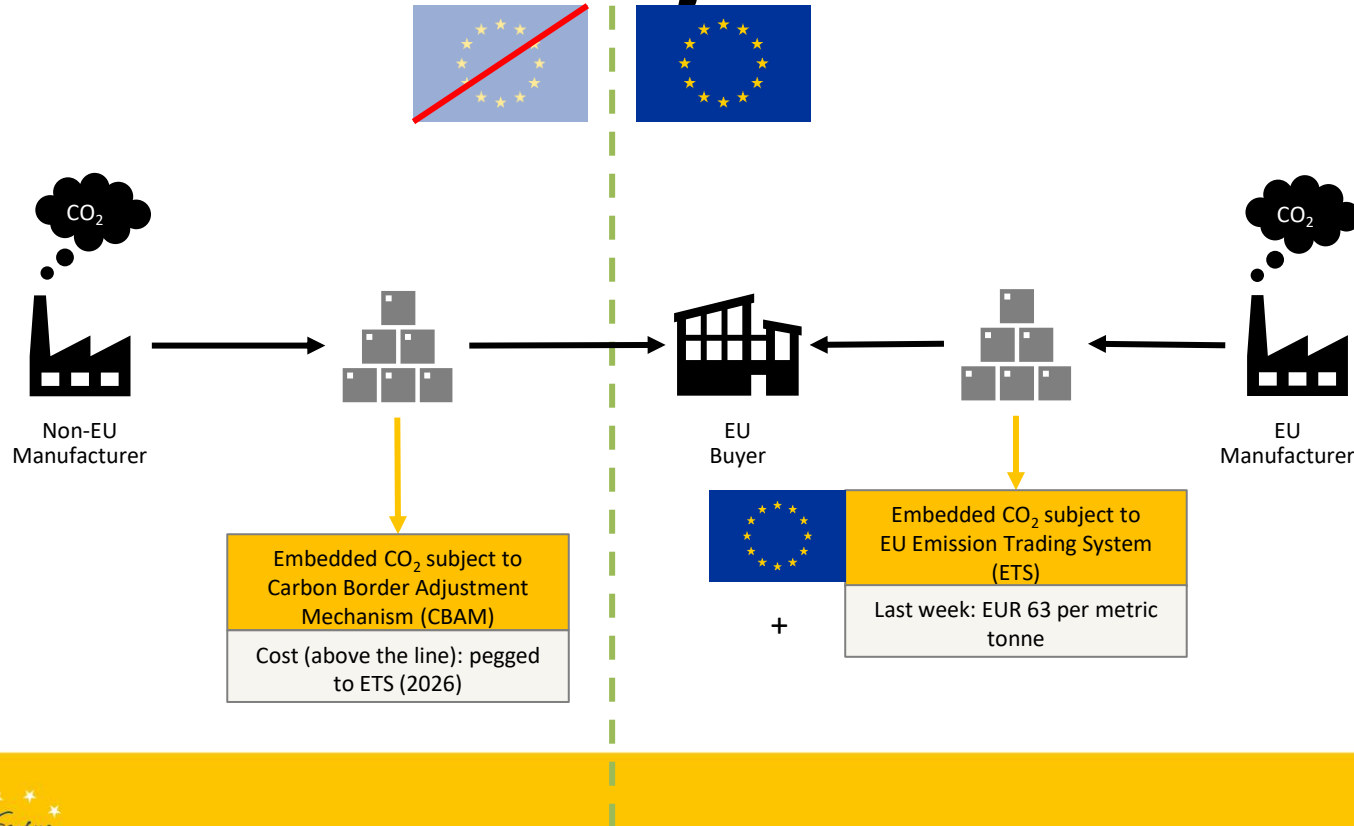 CO₂
CO₂
Non-EU
Manufacturer
EU
Buyer
EU
Manufacturer
Embedded CO₂ subject to
Carbon Border Adjustment
Mechanism (CBAM)
Cost (above the line): pegged
to ETS (2026)
+
Embedded CO₂ subject to
EU Emission Trading System
(ETS)
Last week: EUR 63 per metric
tonne